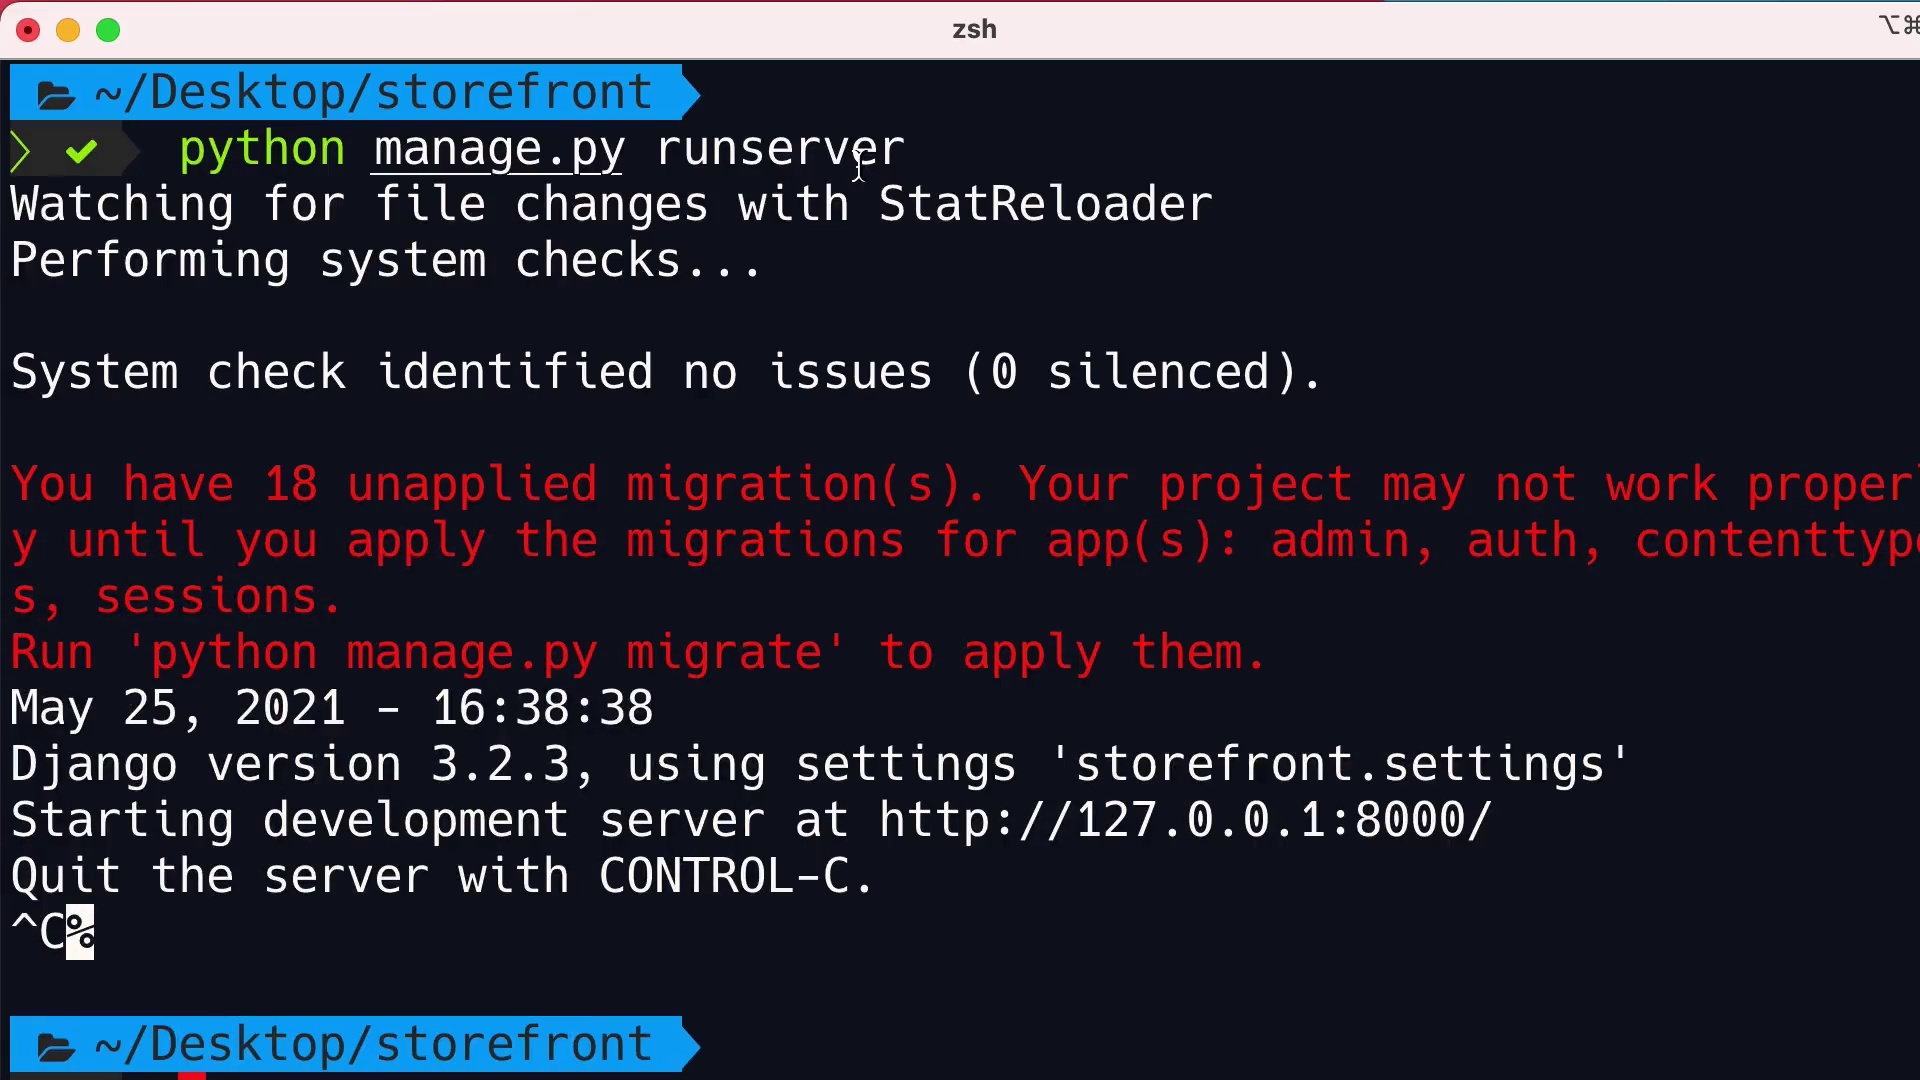 zsh
⌥⌘
~/Desktop/storefront
python manage.py runserver
Watching for file changes with StatReloader
Performing system checks...
System check identified no issues (0 silenced).
You have 18 unapplied migration(s). Your project may not work properl
y until you apply the migrations for app(s): admin, auth, contenttype
s, sessions.
Run 'python manage.py migrate' to apply them.
May 25, 2021 - 16:38:38
Django version 3.2.3, using settings 'storefront.settings'
Starting development server at http://127.0.0.1:8000/
Quit the server with CONTROL-C.
^C%
~/Desktop/storefront